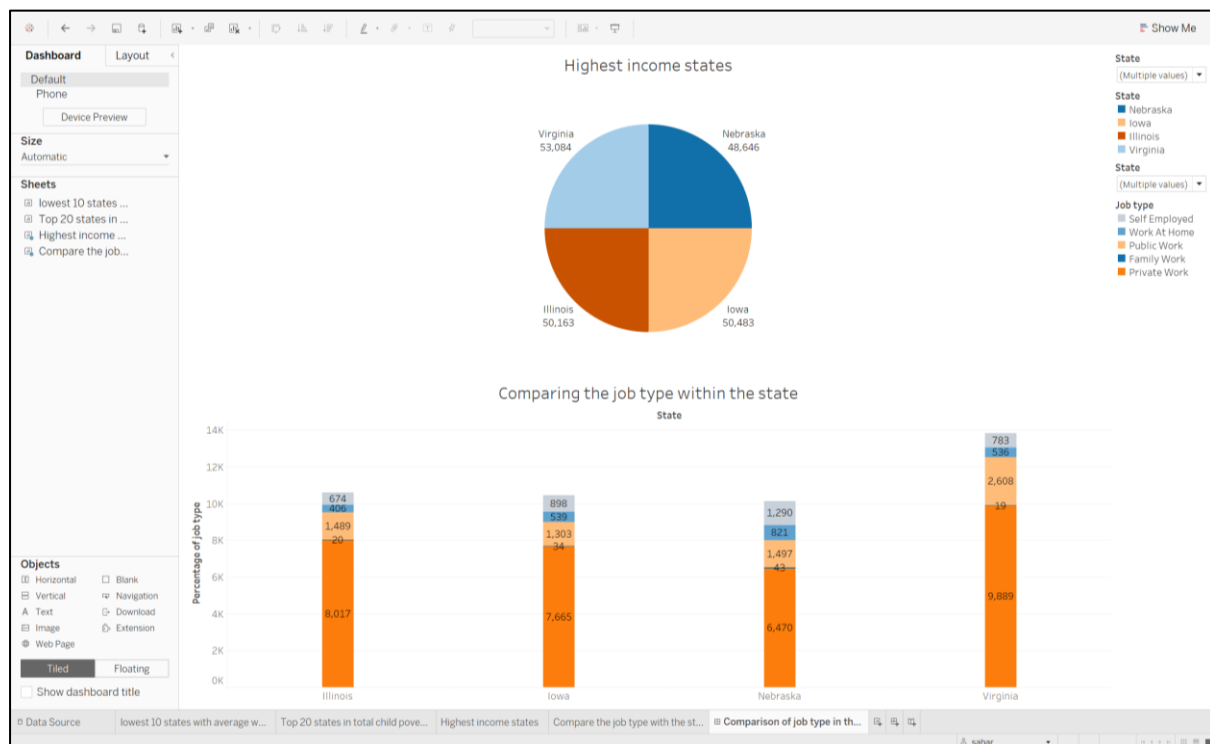 Show Me
Dashboard
Layout
Default
Phone
Device Preview
Size
Automatic
Sheets
lowest 10 states ...
Top 20 states in ...
Highest income ...
Compare the job...
Objects
Horizontal
Blank
Vertical
Navigation
A Text
Download
Image
Extension
Web Page
Tiled
Floating
Show dashboard title
Highest income states
Virginia
53,084
Nebraska
48,646
Illinois
50,163
Iowa
50,483
State
(Multiple values)
State
Nebraska
Iowa
Illinois
Virginia
State
(Multiple values)
Job type
Self Employed
Work At Home
Public Work
Family Work
Private Work
Comparing the job type within the state
State
Percentage of job type
14K
12K
10K
8K
6K
4K
2K
0K
674
406
1,489
20
8,017
898
539
1,303
34
7,665
1,290
821
1,497
43
6,470
783
536
2,608
19
9,889
Illinois
Iowa
Nebraska
Virginia
Data Source
lowest 10 states with average w...
Top 20 states in total child pove...
Highest income states
Compare the job type with the st...
Comparison of job type in th...
sahar